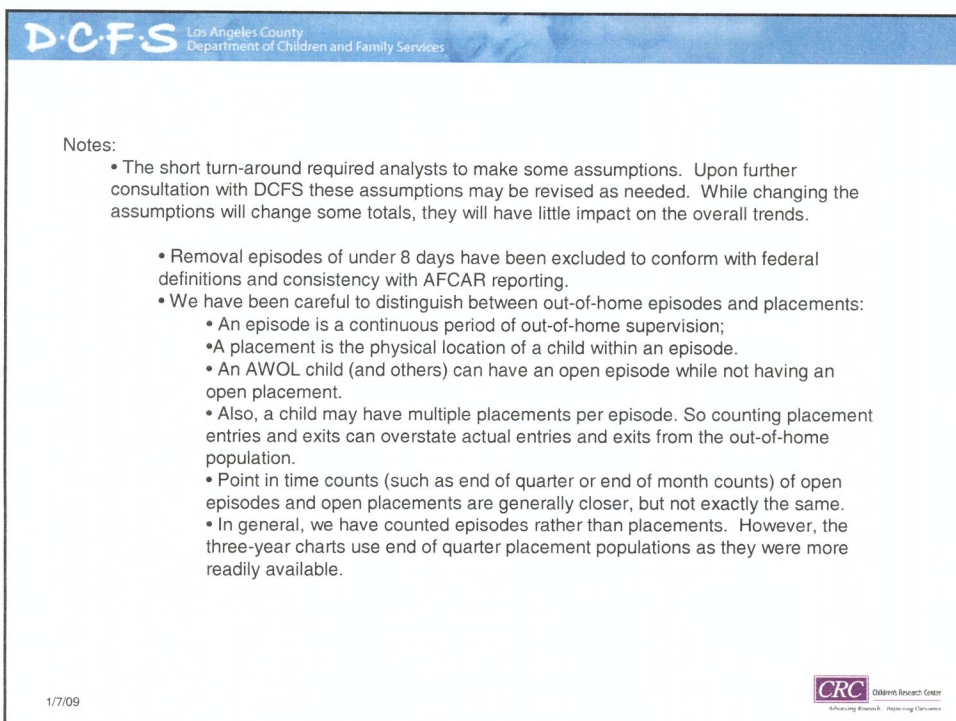 D·C·F·S Los Angeles County
Department of Children and Family Services
Notes:
• The short turn-around required analysts to make some assumptions. Upon further
consultation with DCFS these assumptions may be revised as needed. While changing the
assumptions will change some totals, they will have little impact on the overall trends.
• Removal episodes of under 8 days have been excluded to conform with federal
definitions and consistency with AFCAR reporting.
• We have been careful to distinguish between out-of-home episodes and placements:
• An episode is a continuous period of out-of-home supervision;
•A placement is the physical location of a child within an episode.
• An AWOL child (and others) can have an open episode while not having an
open placement.
• Also, a child may have multiple placements per episode. So counting placement
entries and exits can overstate actual entries and exits from the out-of-home
population.
• Point in time counts (such as end of quarter or end of month counts) of open
episodes and open placements are generally closer, but not exactly the same.
• In general, we have counted episodes rather than placements. However, the
three-year charts use end of quarter placement populations as they were more
readily available.
1/7/09
CRC Children's Research Center
Advancing Research. Improving Outcomes